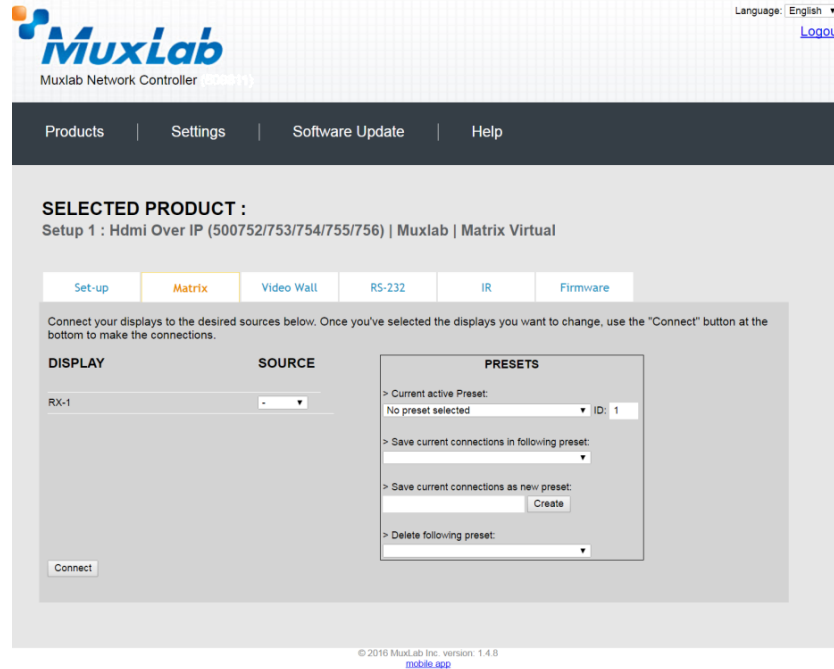 Language: English
Logou
MuxLab
Muxlab Network Controller
Products | Settings | Software Update | Help
SELECTED PRODUCT :
Setup 1 : Hdmi Over IP (500752/753/754/755/756) | Muxlab | Matrix Virtual
Set-up Matrix Video Wall RS-232 IR Firmware
Connect your displays to the desired sources below. Once you've selected the displays you want to change, use the "Connect" button at the
bottom to make the connections.
DISPLAY SOURCE PRESETS
> Current active Preset:
RX-1 - No preset selected ID: 1
> Save current connections in following preset:
> Save current connections as new preset:
Create
> Delete following preset:
Connect
© 2016 MuxLab Inc. version: 1.4.8
mobile app